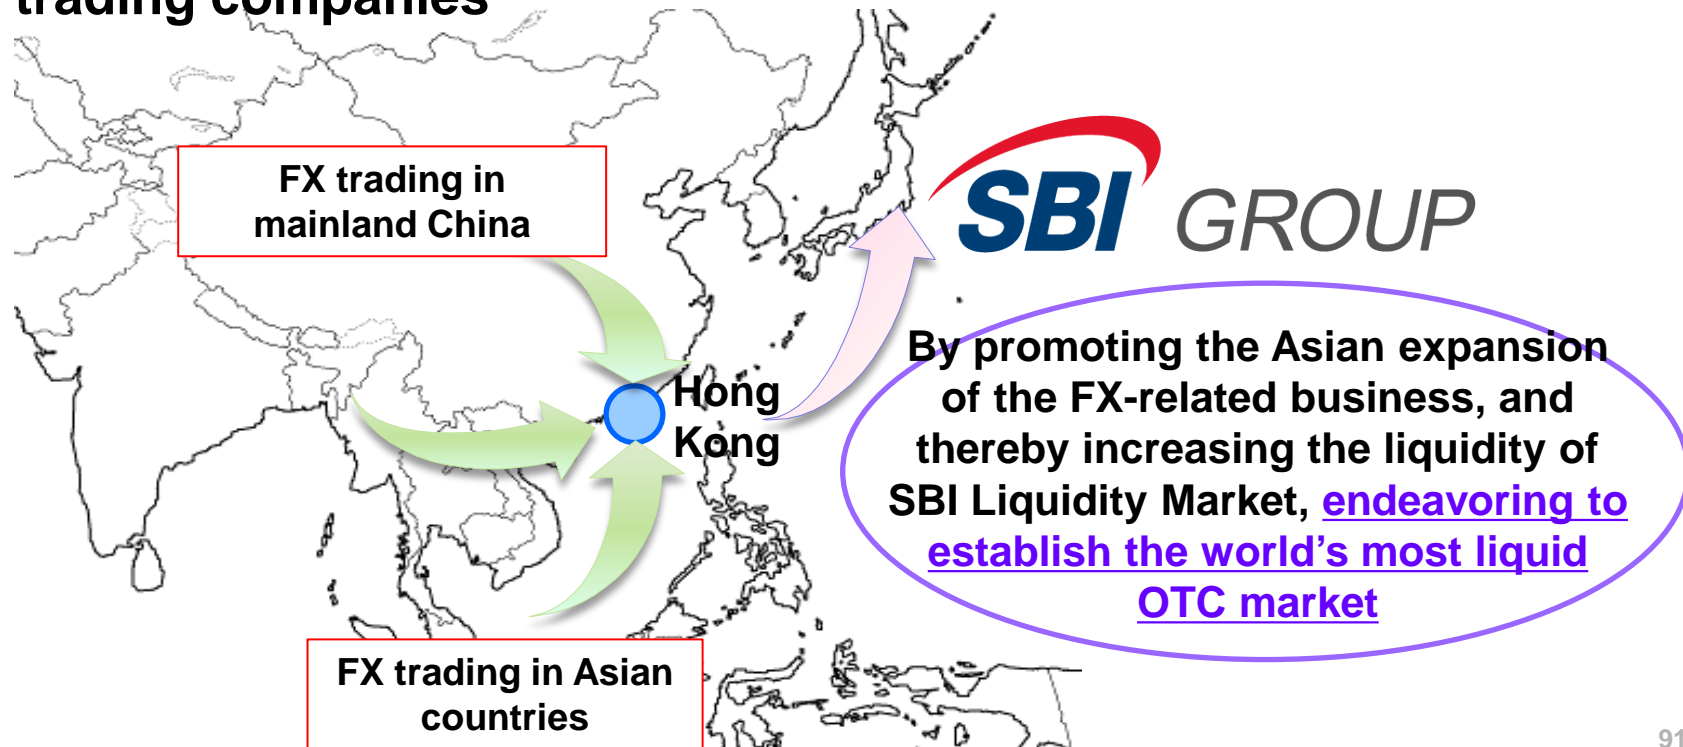 trading companies
FX trading in
mainland China
SBI GROUP
Hong
Kong
By promoting the Asian expansion
of the FX-related business, and
thereby increasing the liquidity of
SBI Liquidity Market, endeavoring to
establish the world’s most liquid
OTC market
FX trading in Asian
countries
91